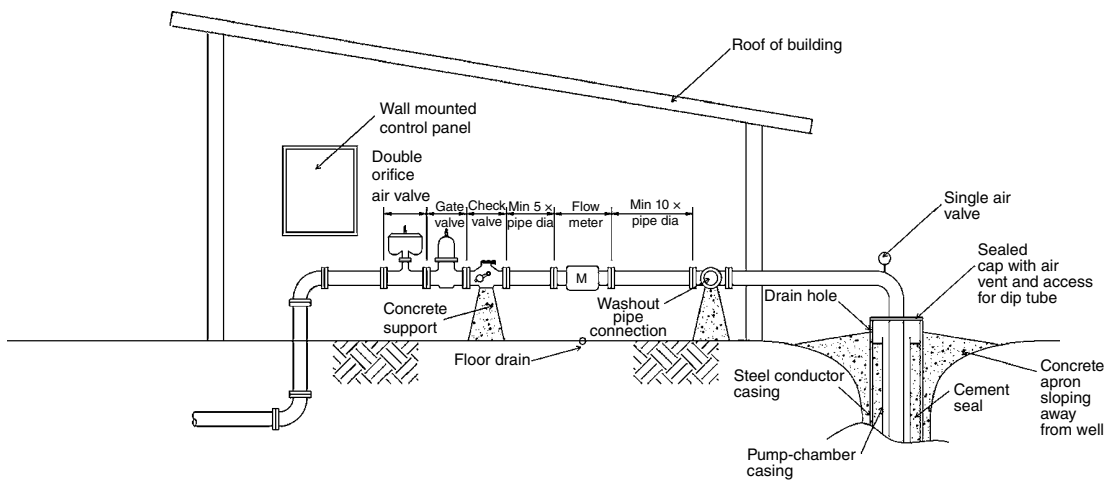 Roof of building
Wall mounted
control panel
Double
orifice
air valve
Gate
valve
Check
valve
Min 5 ×
pipe dia
Flow
meter
Min 10 ×
pipe dia
Single air
valve
Sealed
cap with air
vent and access
for dip tube
M
Concrete
support
Washout
pipe
connection
Drain hole
Floor drain
Steel conductor
casing
Cement
seal
Concrete
apron
sloping
away
from well
Pump-chamber
casing